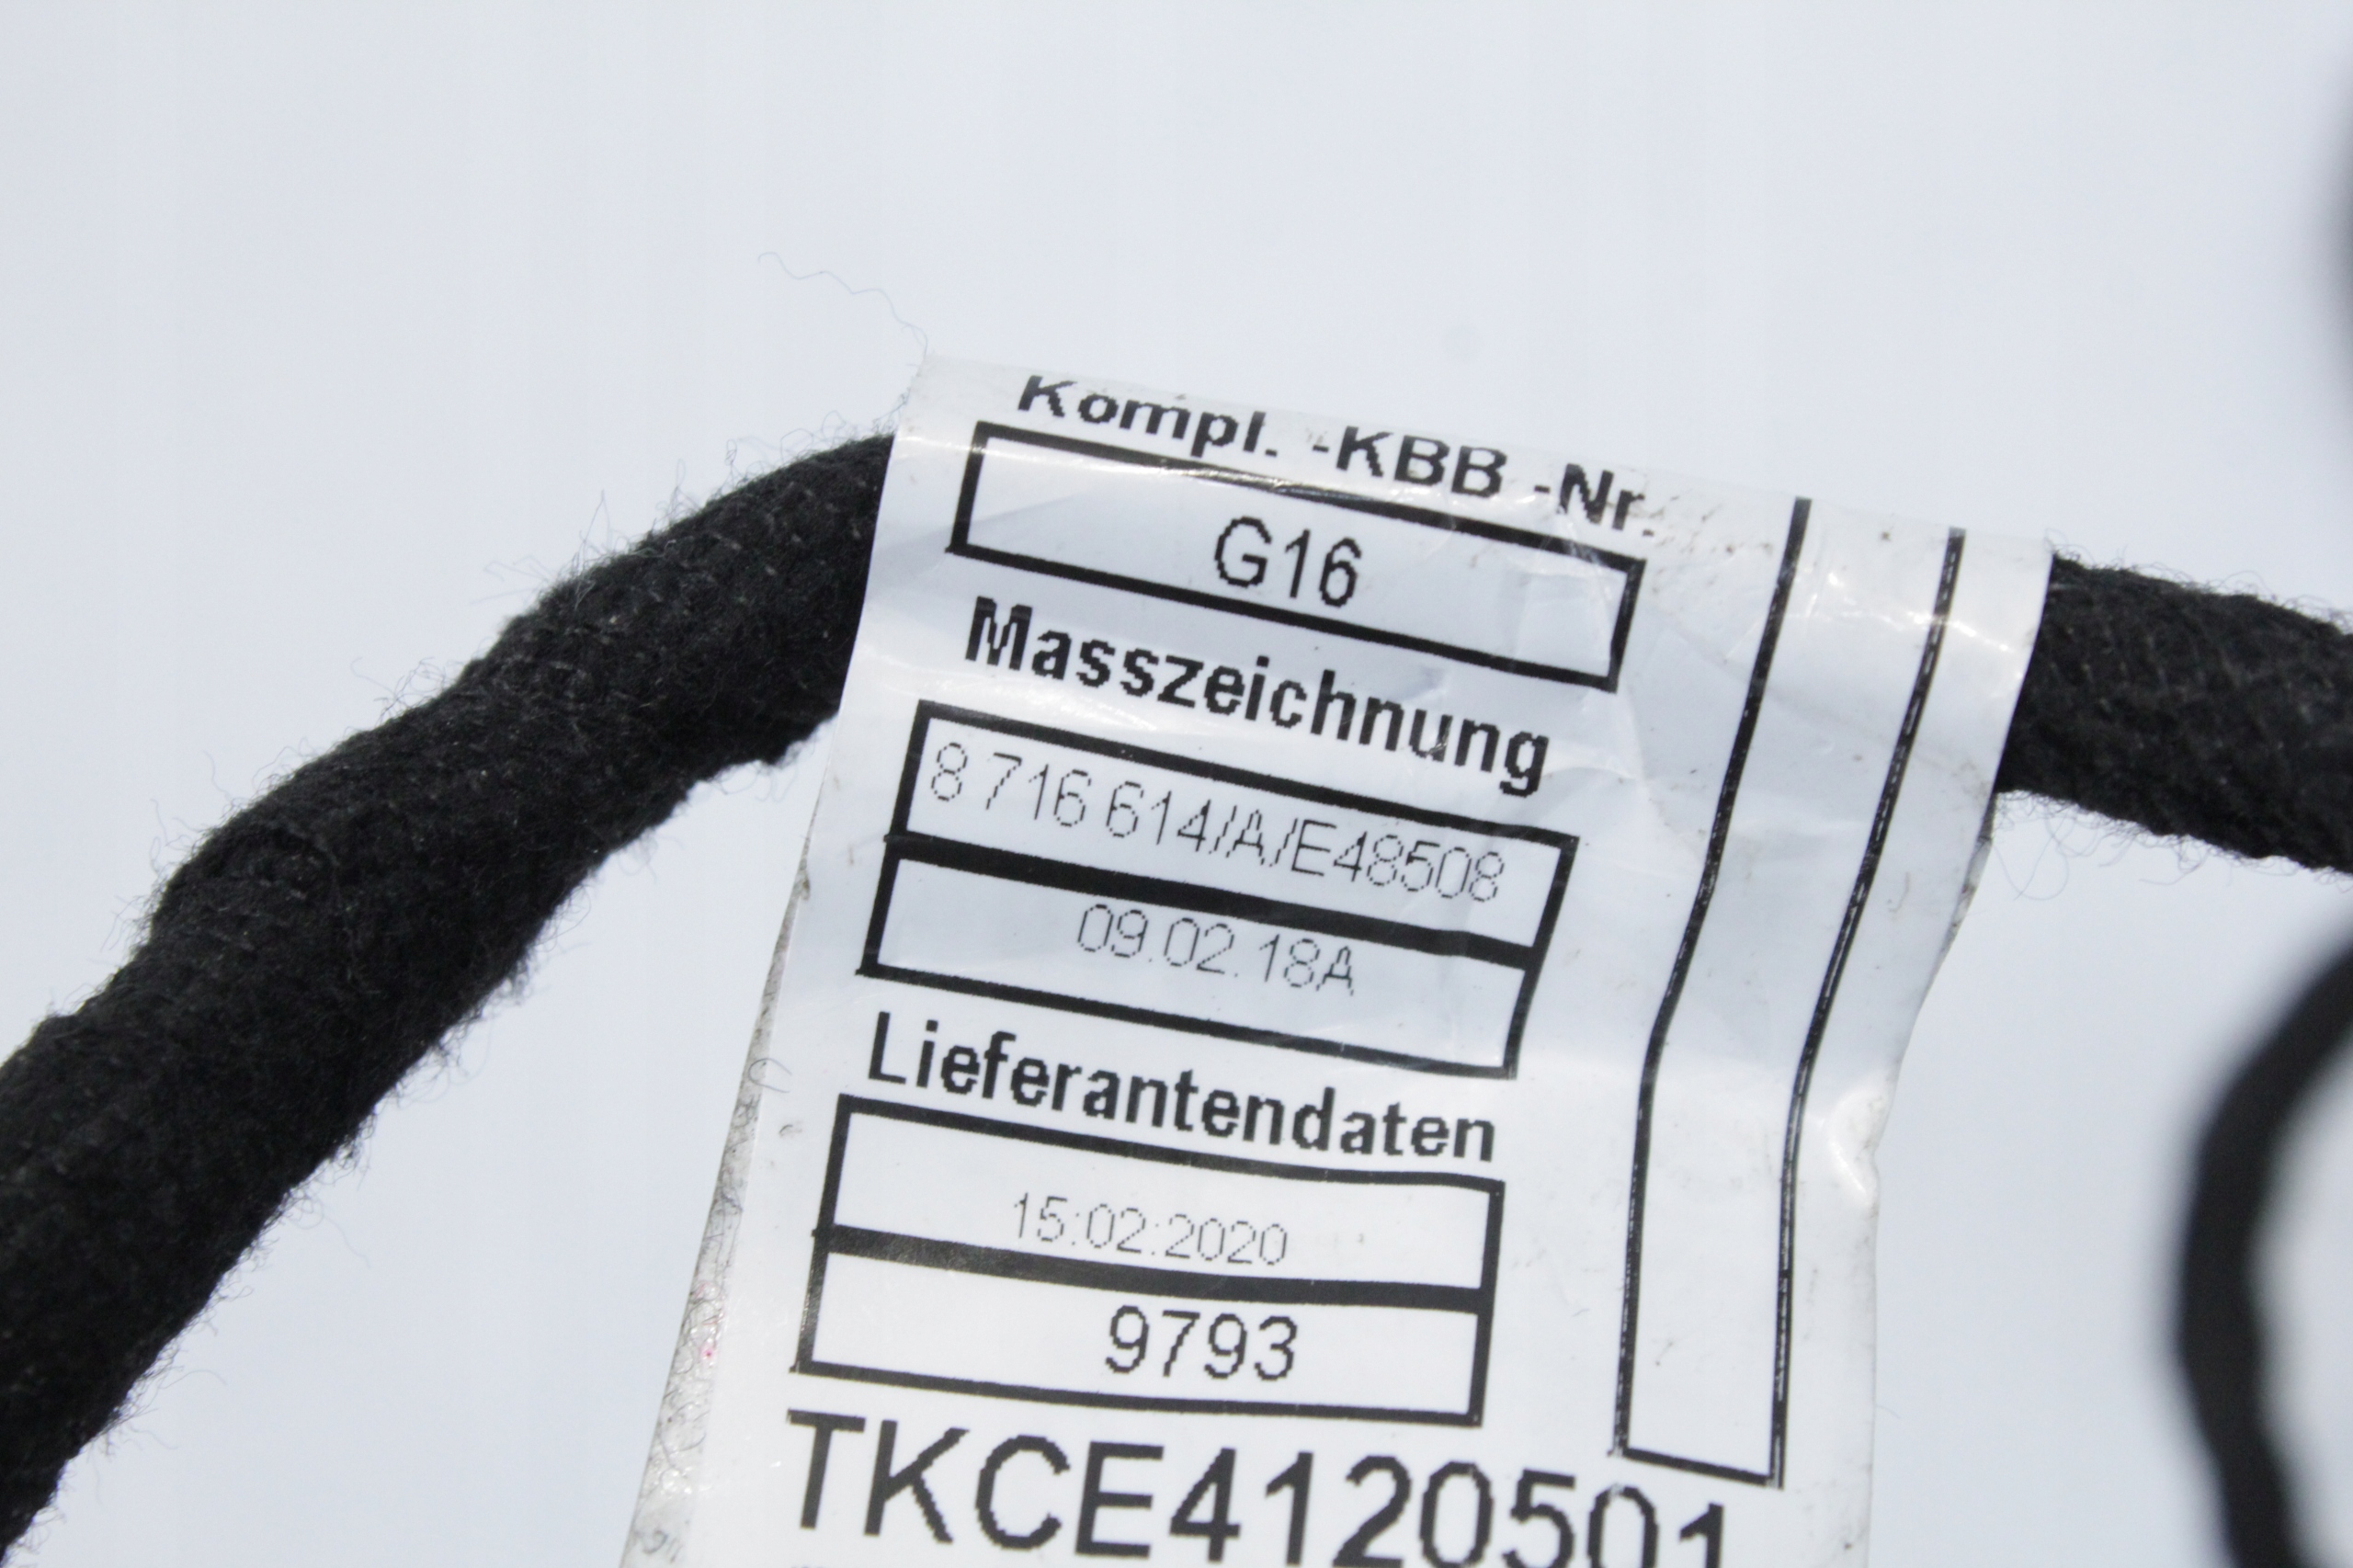 Kompl. -KBB -Nr.
G16
Masszeichnung
8 716 614/A/E48508
09.02.18A
Lieferantendaten
15:02:2020
9793
TKCE4120501